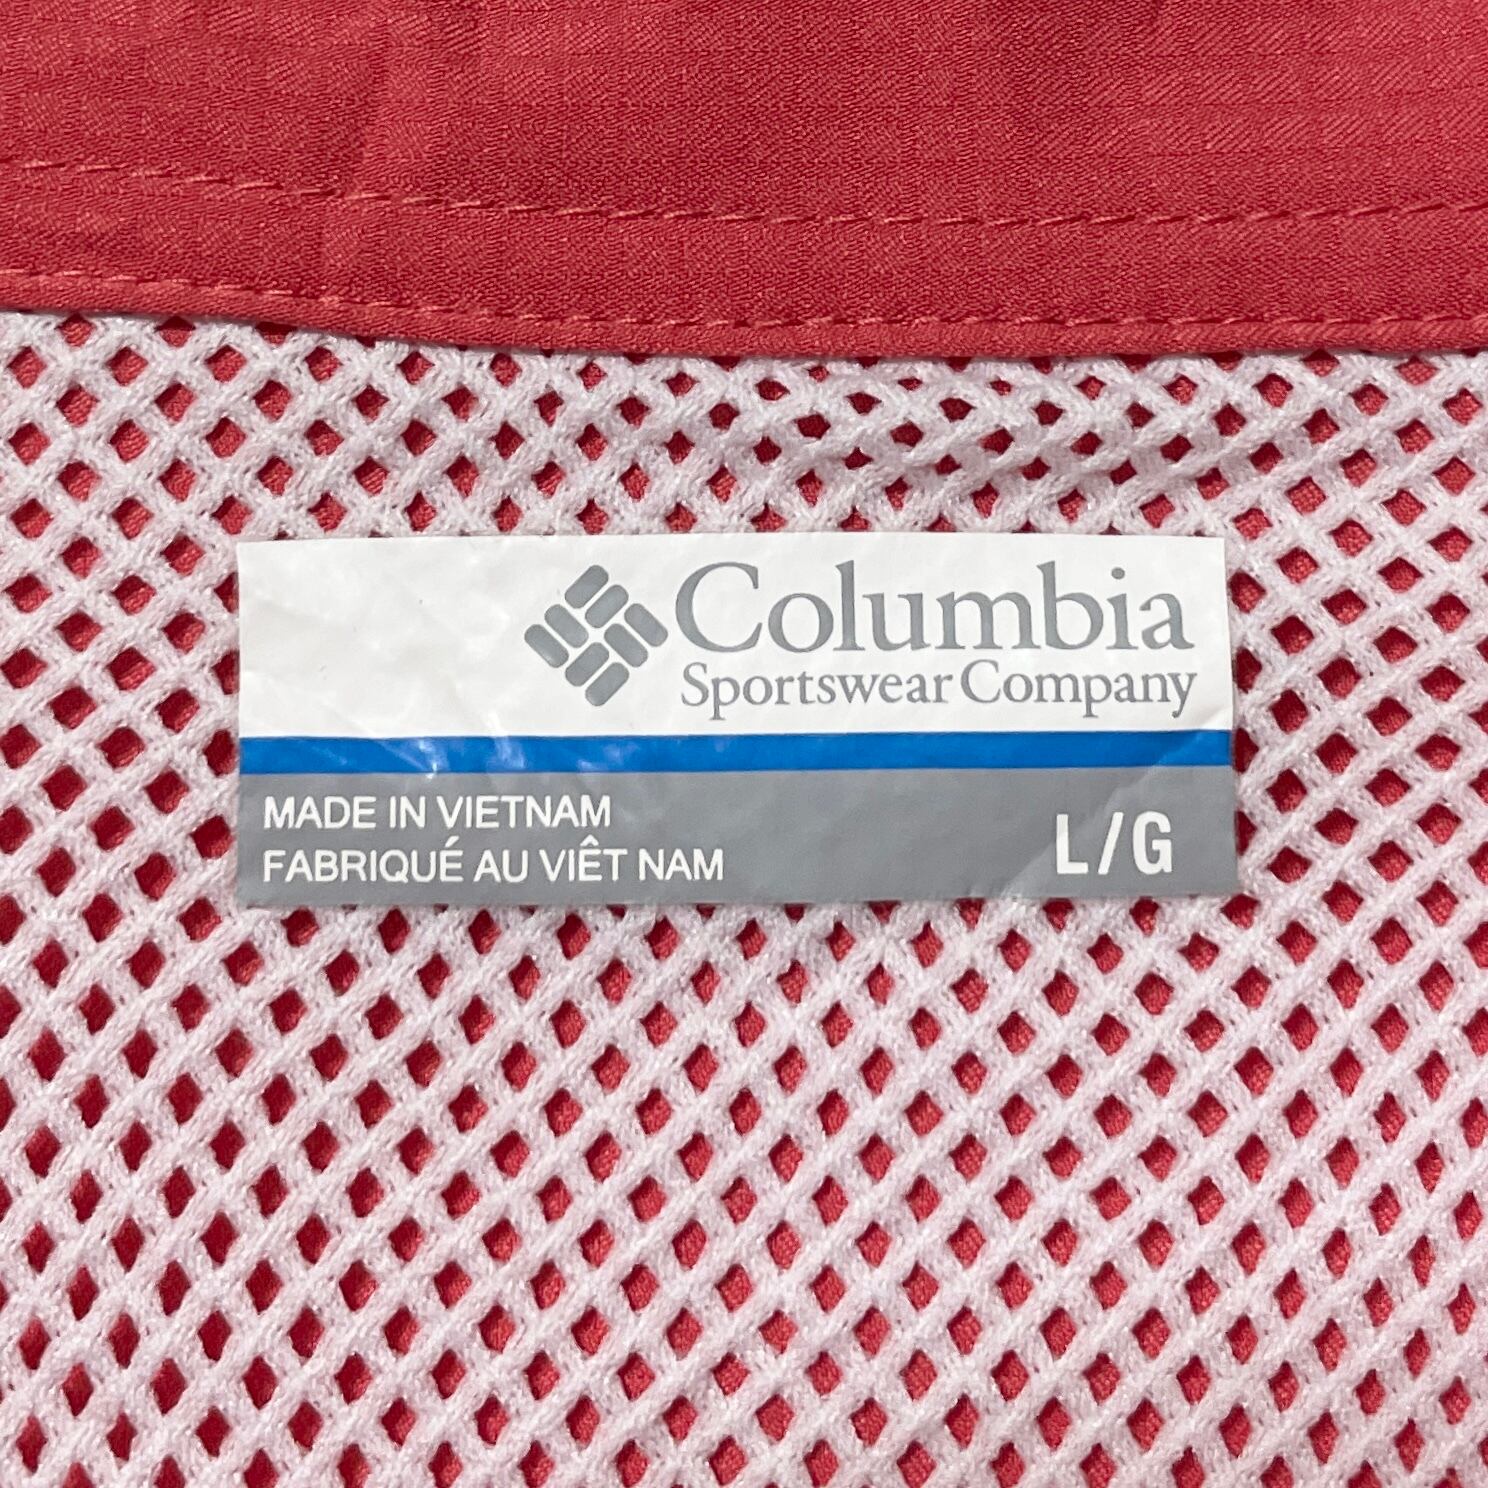 Columbia
Sportswear Company
MADE IN VIETNAM
FABRIQUÉ AU VIÊT NAM
L/G